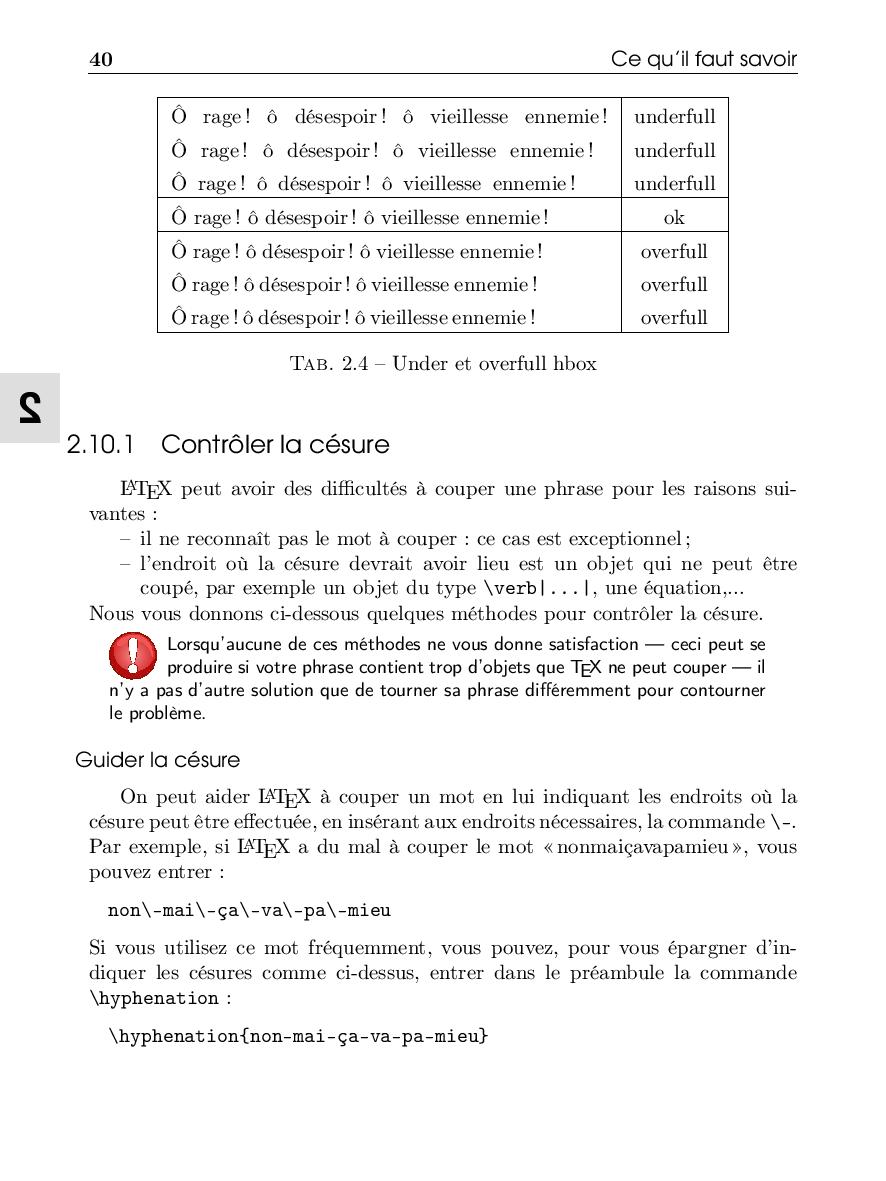 40 Ce qu'il faut savoir
Ô rage ! ô désespoir ! ô vieillesse ennemie ! underfull
Ô rage ! ô désespoir ! ô vieillesse ennemie ! underfull
Ô rage ! ô désespoir ! ô vieillesse ennemie ! underfull
Ô rage ! ô désespoir ! ô vieillesse ennemie ! ok
Ô rage ! ô désespoir ! ô vieillesse ennemie ! overfull
Ô rage ! ô désespoir ! ô vieillesse ennemie ! overfull
Ô rage ! ô désespoir ! ô vieillesse ennemie ! overfull
TAB. 2.4 – Under et overfull hbox
2
2.10.1 Contrôler la césure
LATEX peut avoir des difficultés à couper une phrase pour les raisons sui-
vantes :
– il ne reconnaît pas le mot à couper : ce cas est exceptionnel ;
– l'endroit où la césure devrait avoir lieu est un objet qui ne peut être
coupé, par exemple un objet du type \verb|...|, une équation,...
Nous vous donnons ci-dessous quelques méthodes pour contrôler la césure.
! Lorsqu'aucune de ces méthodes ne vous donne satisfaction — ceci peut se
produire si votre phrase contient trop d'objets que TEX ne peut couper — il
n'y a pas d'autre solution que de tourner sa phrase différemment pour contourner
le problème.
Guider la césure
On peut aider LATEX à couper un mot en lui indiquant les endroits où la
césure peut être effectuée, en insérant aux endroits nécessaires, la commande \-.
Par exemple, si LATEX a du mal à couper le mot « nonmaiçavapamieu », vous
pouvez entrer :
non\-mai\-ça\-va\-pa\-mieu
Si vous utilisez ce mot fréquemment, vous pouvez, pour vous épargner d'in-
diquer les césures comme ci-dessus, entrer dans le préambule la commande
\hyphenation :
\hyphenation{non-mai-ça-va-pa-mieu}